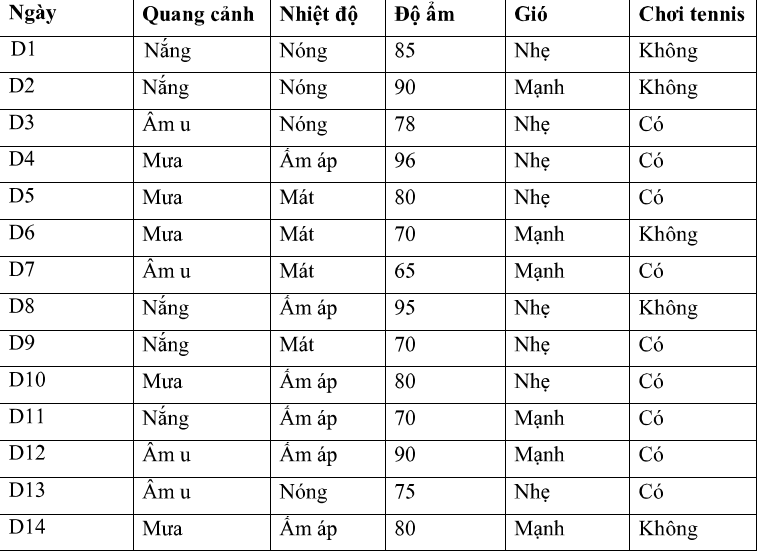 Ngày Quang cảnh Nhiệt độ Độ ẩm Gió Chơi tennis
D1 Nắng Nóng 85 Nhẹ Không
D2 Nắng Nóng 90 Mạnh Không
D3 Âm u Nóng 78 Nhẹ Có
D4 Mưa Ấm áp 96 Nhẹ Có
D5 Mưa Mát 80 Nhẹ Có
D6 Mưa Mát 70 Mạnh Không
D7 Âm u Mát 65 Mạnh Có
D8 Nắng Ấm áp 95 Nhẹ Không
D9 Nắng Mát 70 Nhẹ Có
D10 Mưa Ấm áp 80 Nhẹ Có
D11 Nắng Ấm áp 70 Mạnh Có
D12 Âm u Ấm áp 90 Mạnh Có
D13 Âm u Nóng 75 Nhẹ Có
D14 Mưa Ấm áp 80 Mạnh Không